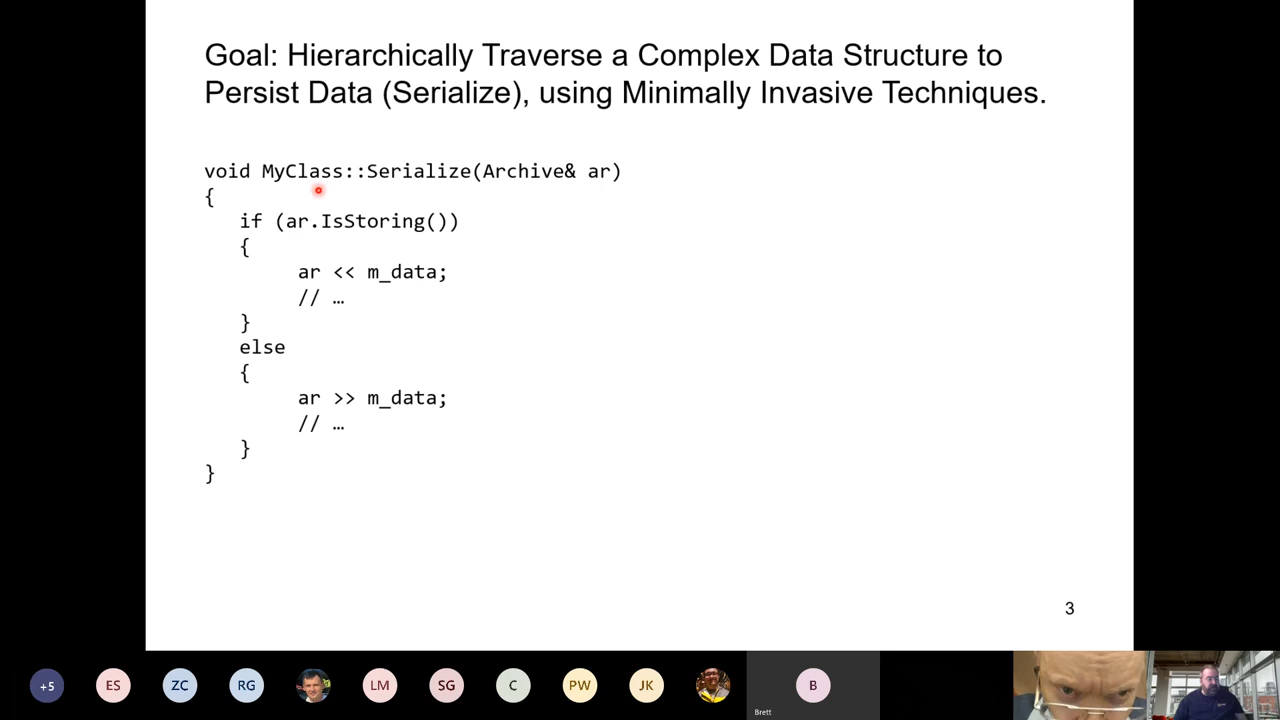 Goal: Hierarchically Traverse a Complex Data Structure to
Persist Data (Serialize), using Minimally Invasive Techniques.
void MyClass::Serialize(Archive& ar)
{
if (ar.IsStoring())
{
ar << m_data;
// …
}
else
{
ar >> m_data;
// …
}
}
3
+5 ES ZC RG LM SG C PW JK B
Brett